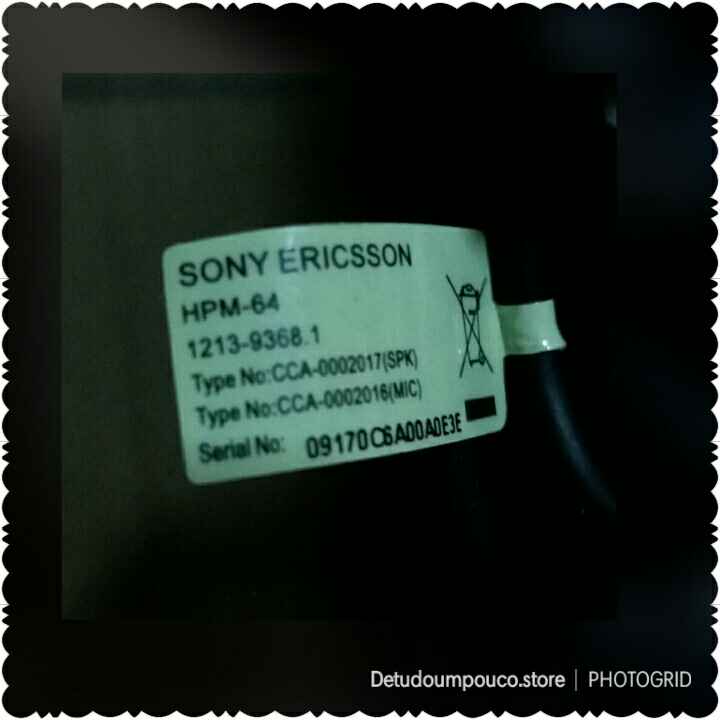 SONY ERICSSON
HPM-64
1213-9368.1
Type No:CCA-0002017(SPK)
Type No:CCA-0002016(MIC)
Serial No: 09170C6A00A0E3E
Detudoumpouco.store | PHOTOGRID